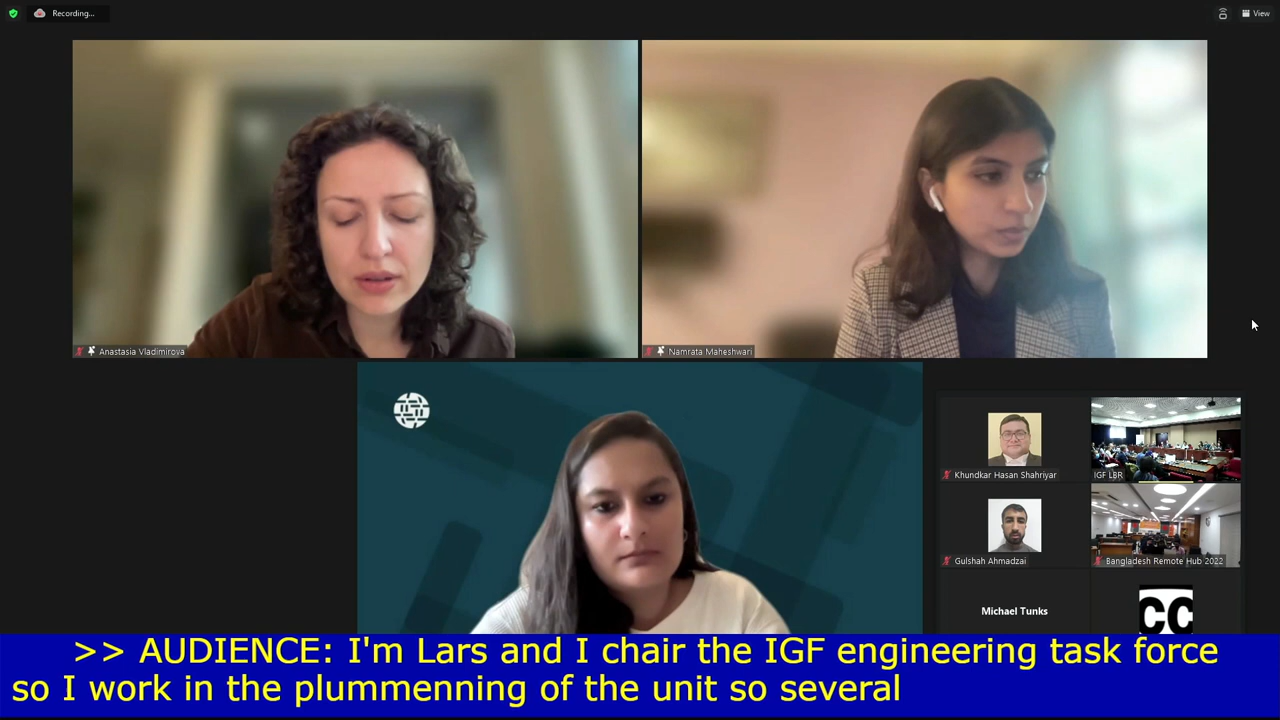 Recording...
View
Anastasia Vladimirova
Namrata Maheshwari
Khundkar Hasan Shahriyar
IGF LBR
Gulshah Ahmadzai
Bangladesh Remote Hub 2022
Michael Tunks
CC
>> AUDIENCE: I'm Lars and I chair the IGF engineering task force
so I work in the plummenning of the unit so several